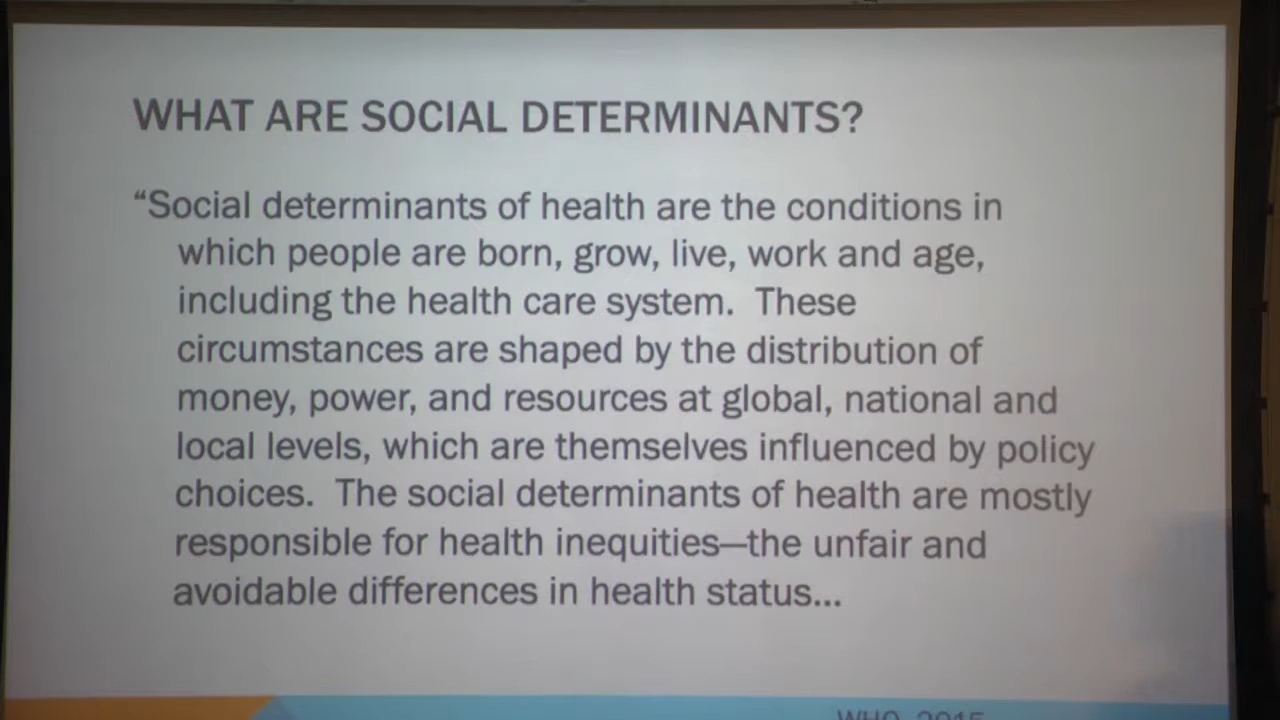 WHAT ARE SOCIAL DETERMINANTS?
“Social determinants of health are the conditions in
which people are born, grow, live, work and age,
including the health care system.  These
circumstances are shaped by the distribution of
money, power, and resources at global, national and
local levels, which are themselves influenced by policy
choices.  The social determinants of health are mostly
responsible for health inequities—the unfair and
avoidable differences in health status...
WHO, 2015